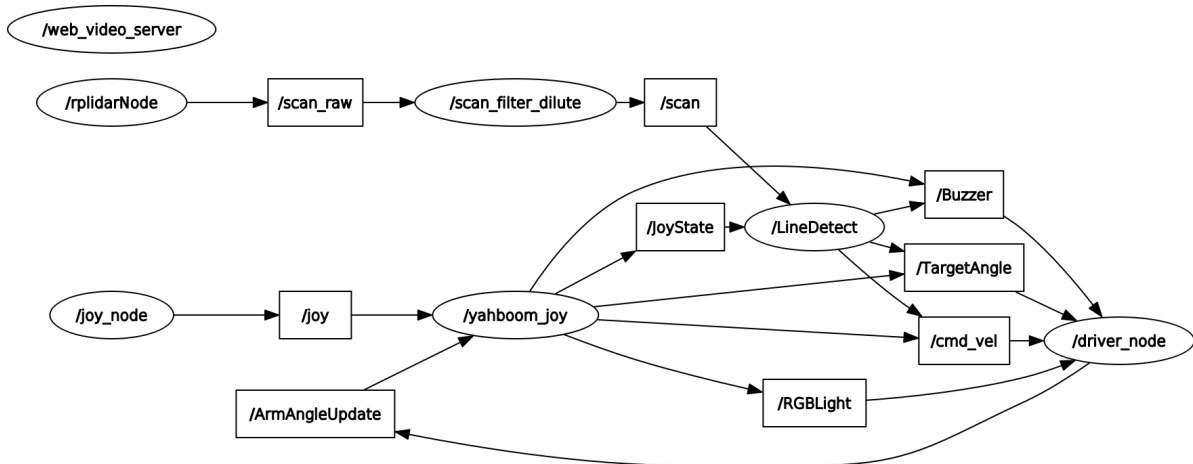 /web_video_server
/rplidarNode
/scan_raw
/scan_filter_dilute
/scan
/Buzzer
/JoyState
/LineDetect
/TargetAngle
/joy_node
/joy
/yahboom_joy
/cmd_vel
/driver_node
/RGBLight
/ArmAngleUpdate